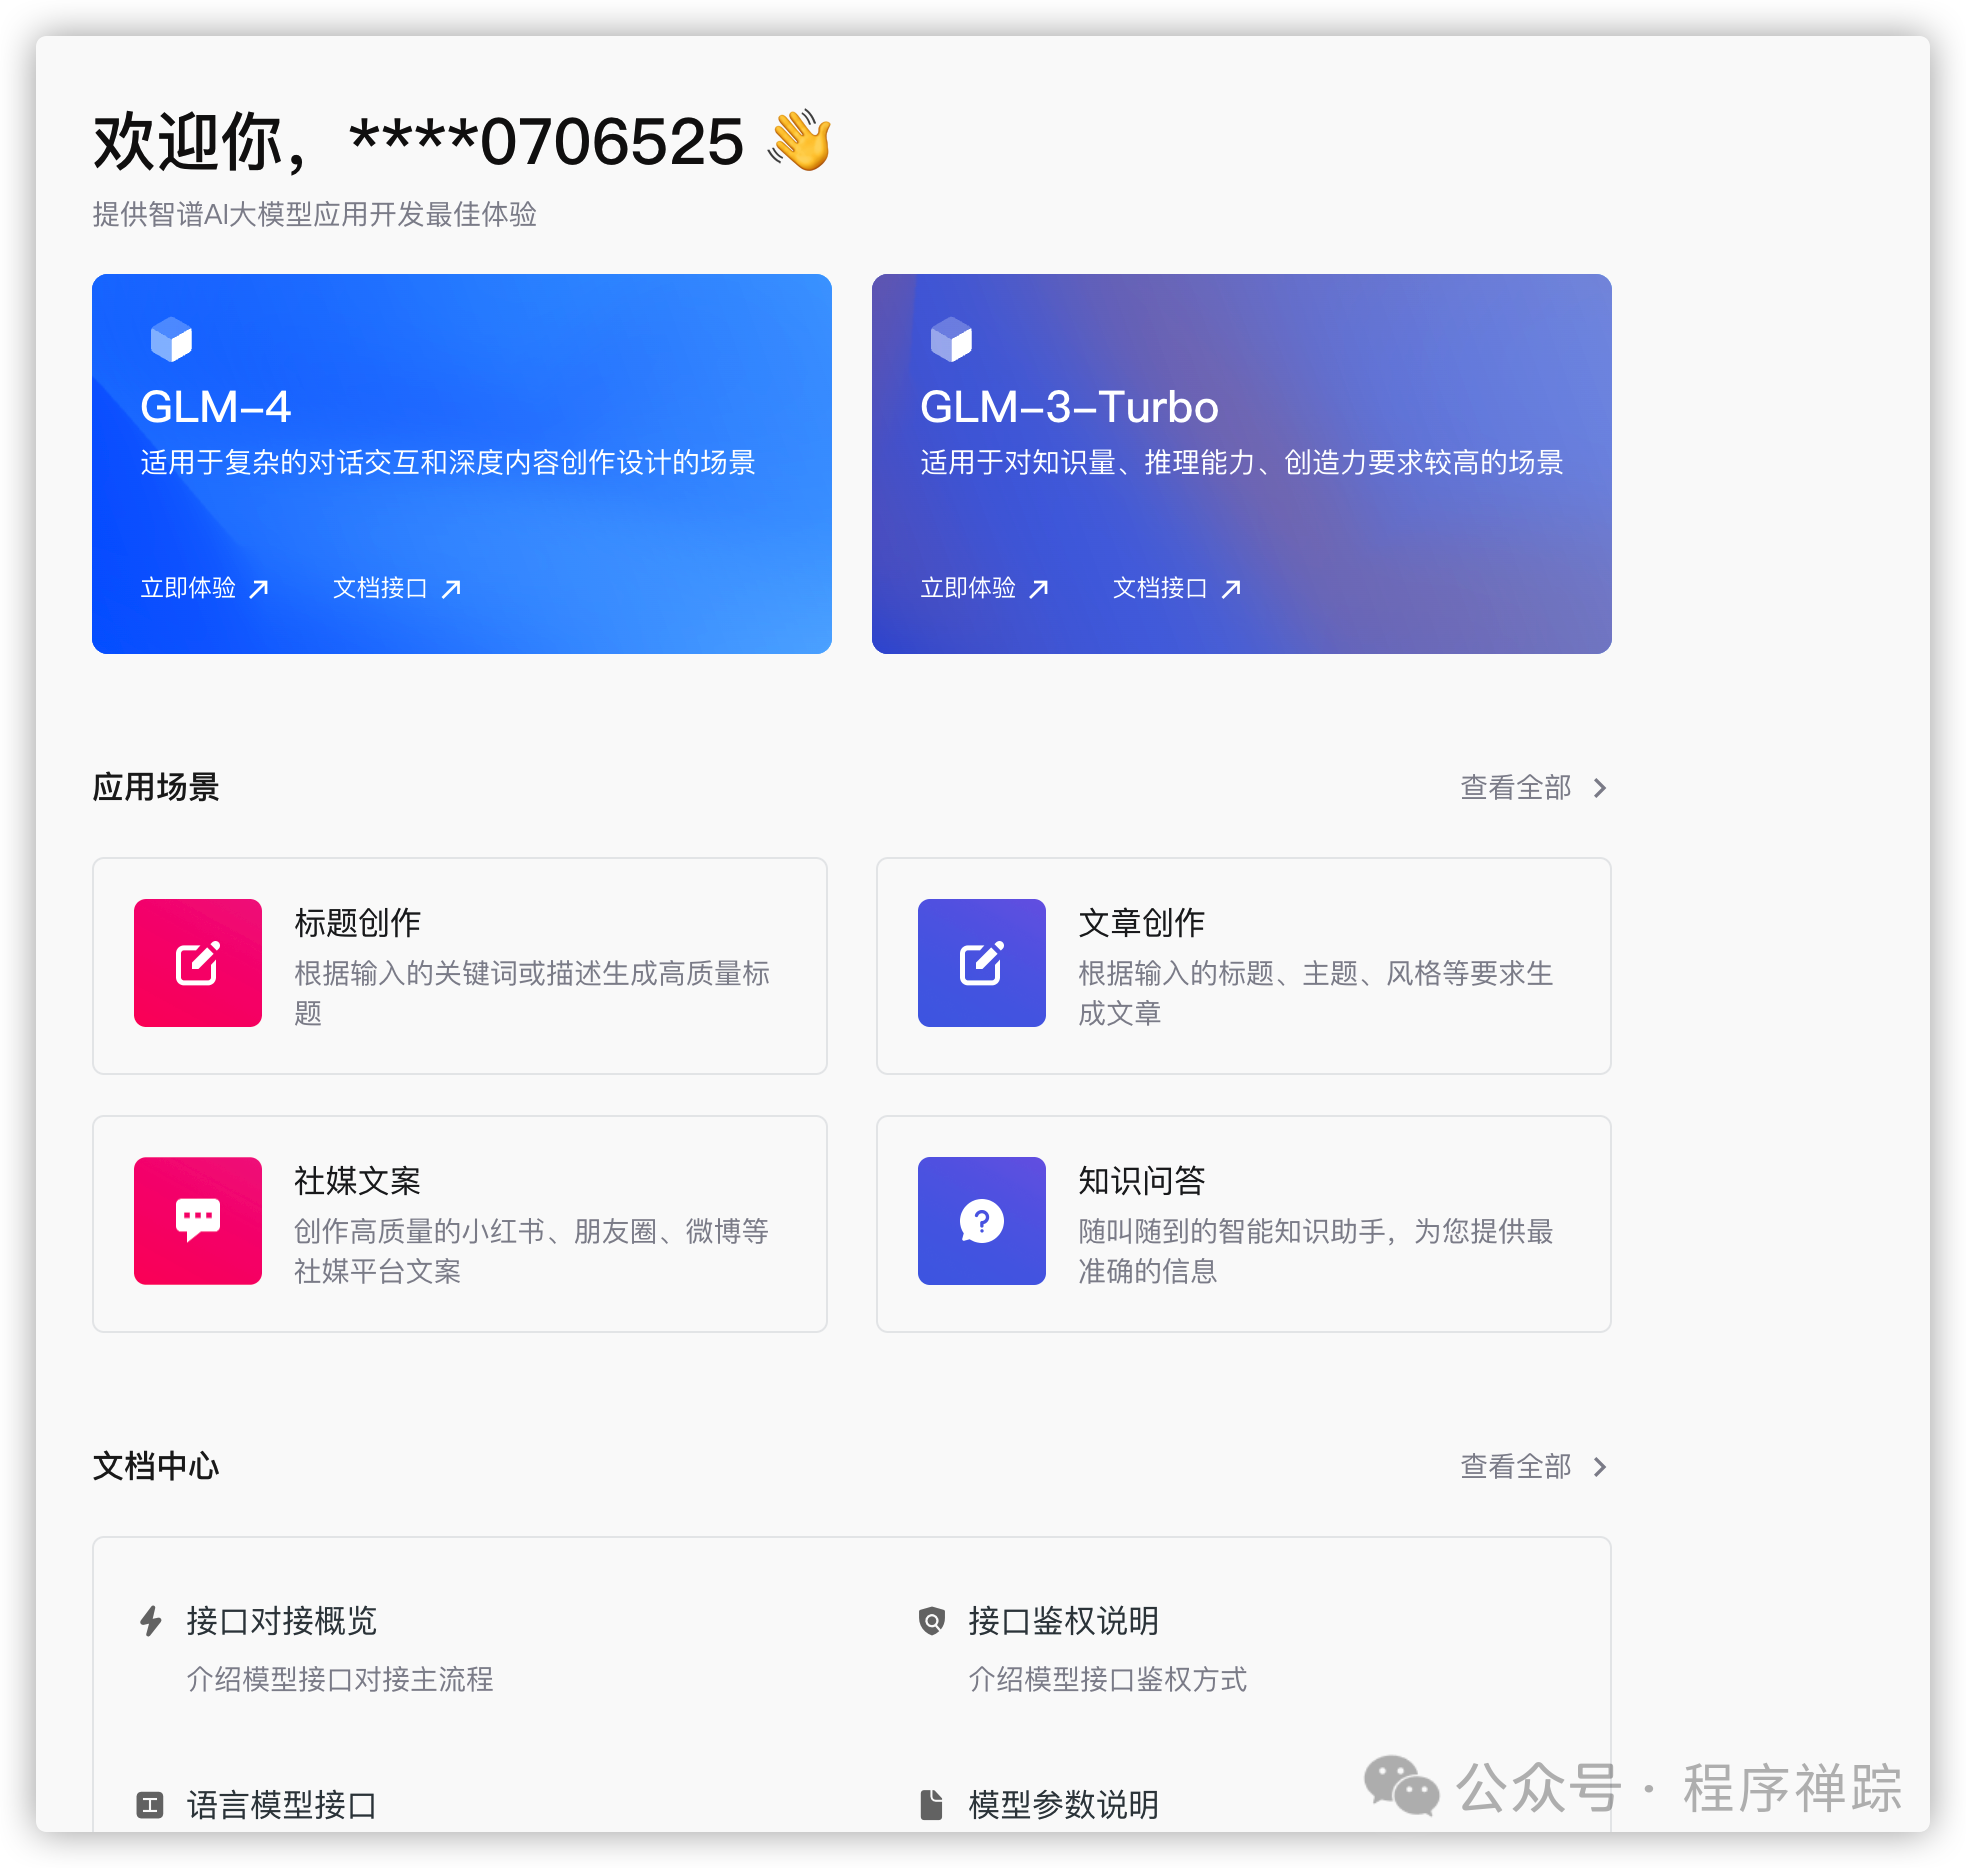 欢迎你，****0706525 👋
提供智谱AI大模型应用开发最佳体验
GLM-4
适用于复杂的对话交互和深度内容创作设计的场景
立即体验 文档接口
GLM-3-Turbo
适用于对知识量、推理能力、创造力要求较高的场景
立即体验 文档接口
应用场景
查看全部
标题创作
根据输入的关键词或描述生成高质量标
题
文章创作
根据输入的标题、主题、风格等要求生
成文章
社媒文案
创作高质量的小红书、朋友圈、微博等
社媒平台文案
知识问答
随叫随到的智能知识助手，为您提供最
准确的信息
文档中心
查看全部
接口对接概览
介绍模型接口对接主流程
接口鉴权说明
介绍模型接口鉴权方式
语言模型接口
模型参数说明
公众号 · 程序禅踪